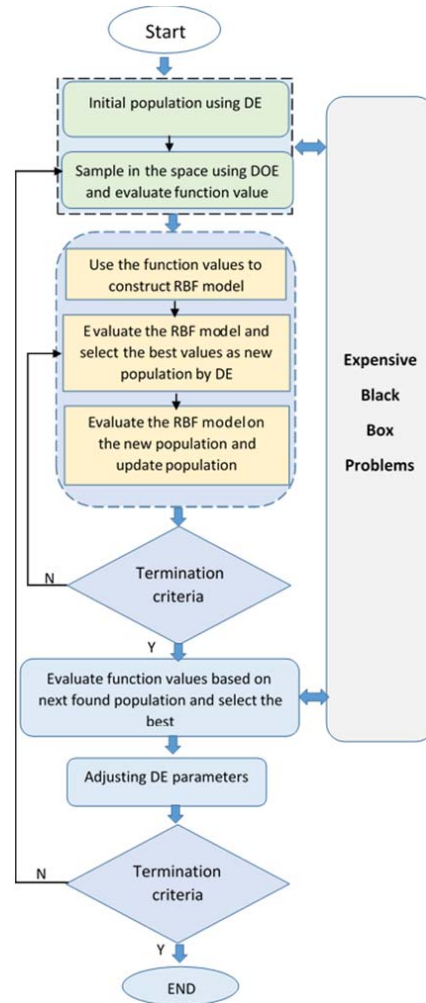 Start
Initial population using DE
Sample in the space using DOE
and evaluate function value
Use the function values to
construct RBF model
Evaluate the RBF model and
select the best values as new
population by DE
Evaluate the RBF model on
the new population and
update population
Expensive
Black
Box
Problems
N
Termination
criteria
Y
Evaluate function values based on
next found population and select the
best
Adjusting DE parameters
N
Termination
criteria
Y
END